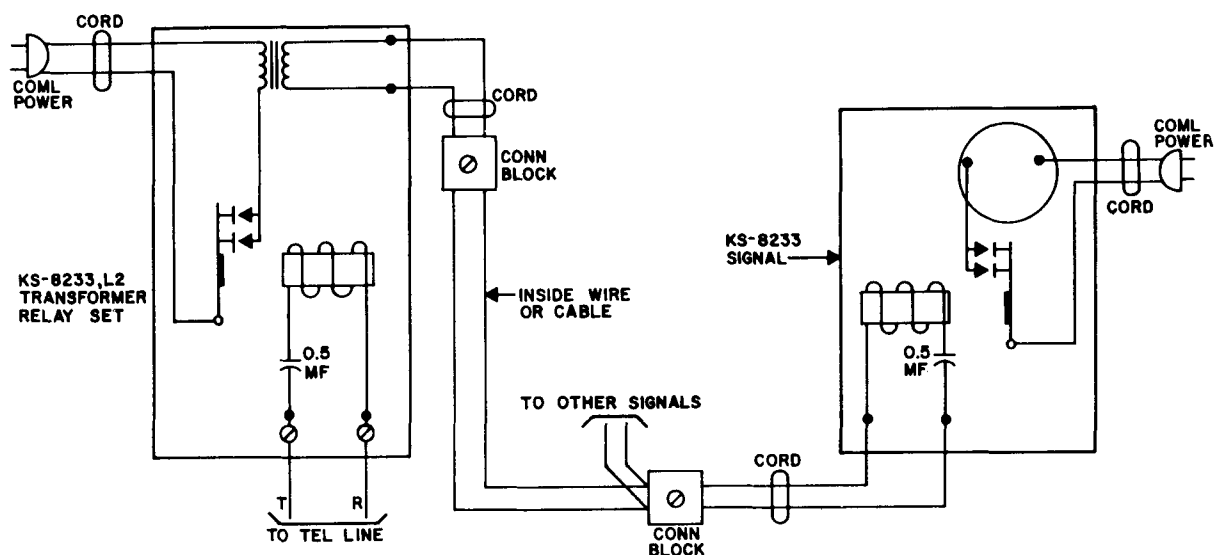 CORD
COML
POWER
CORD
CONN
BLOCK
KS-8233,L2
TRANSFORMER
RELAY SET
0.5
MF
INSIDE WIRE
OR CABLE
T
R
TO TEL LINE
TO OTHER SIGNALS
CONN
BLOCK
CORD
KS-8233
SIGNAL
0.5
MF
COML
POWER
CORD